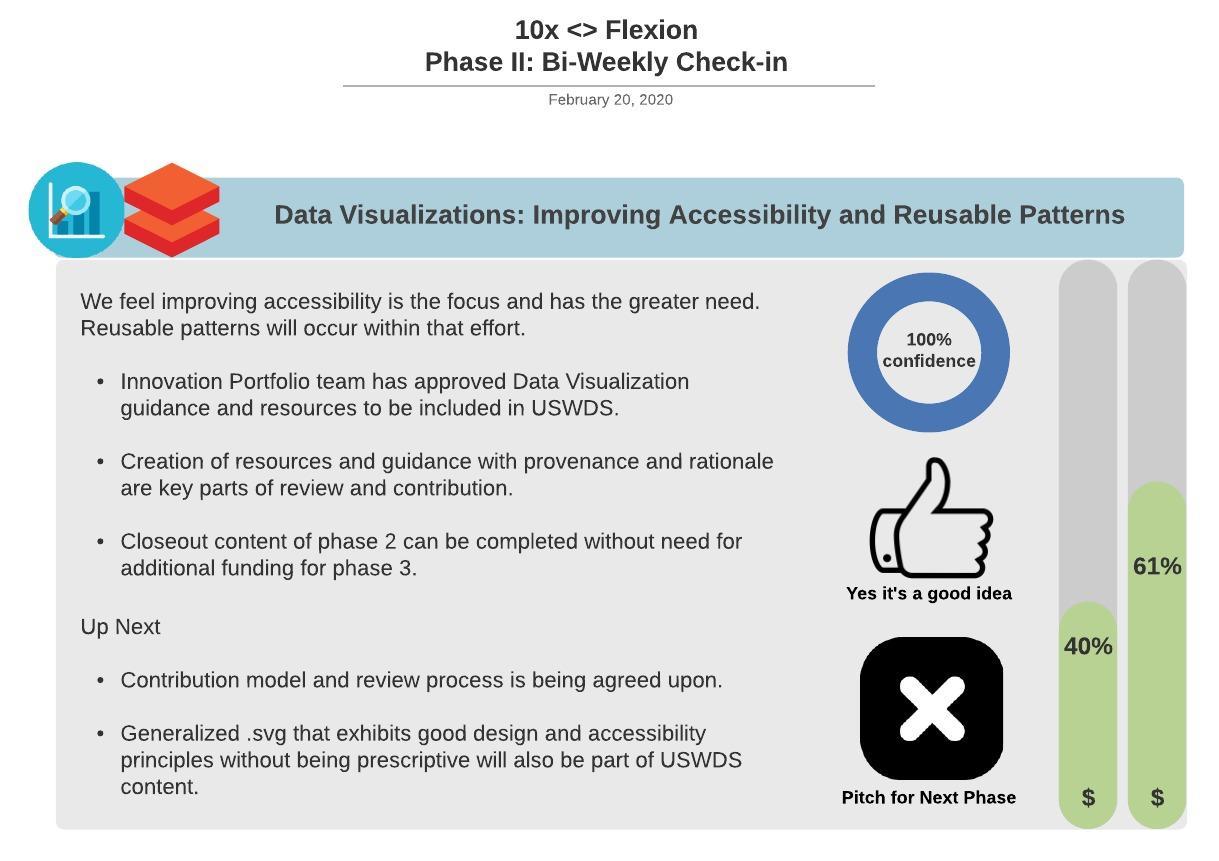 10x <> Flexion
Phase II: Bi-Weekly Check-in
February 20, 2020
Data Visualizations: Improving Accessibility and Reusable Patterns
We feel improving accessibility is the focus and has the greater need.
Reusable patterns will occur within that effort.
• Innovation Portfolio team has approved Data Visualization
guidance and resources to be included in USWDS.
• Creation of resources and guidance with provenance and rationale
are key parts of review and contribution.
• Closeout content of phase 2 can be completed without need for
additional funding for phase 3.
Up Next
• Contribution model and review process is being agreed upon.
• Generalized .svg that exhibits good design and accessibility
principles without being prescriptive will also be part of USWDS
content.
100%
confidence
Yes it's a good idea
Pitch for Next Phase
40%
$
61%
$